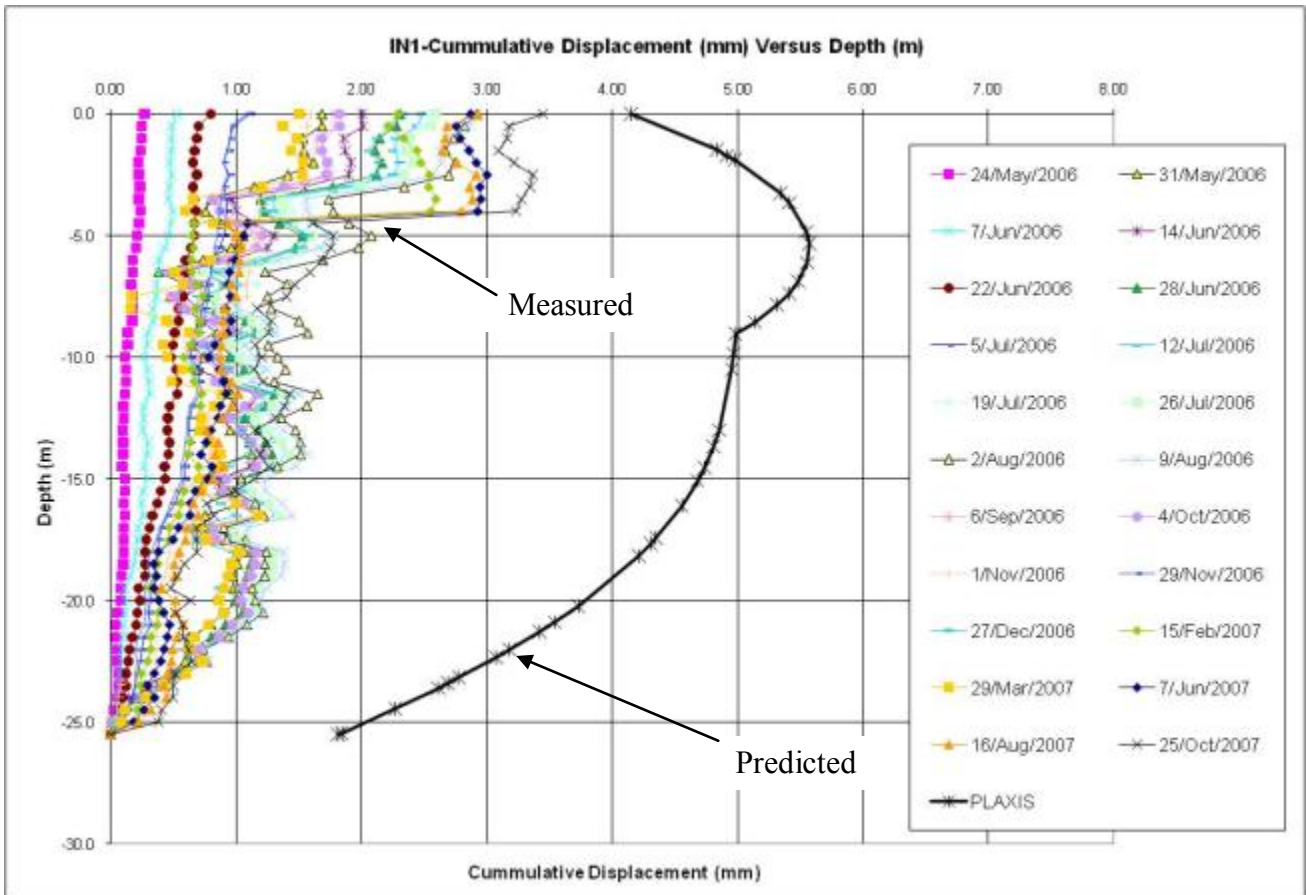 IN1-Cummulative Displacement (mm) Versus Depth (m)
0.00 1.00 2.00 3.00 4.00 5.00 6.00 7.00 8.00
0.0
-5.0
-10.0
-15.0
-20.0
-25.0
-30.0
Depth (m)
Measured
Predicted
24/May/2006 31/May/2006
7/Jun/2006 14/Jun/2006
22/Jun/2006 28/Jun/2006
5/Jul/2006 12/Jul/2006
19/Jul/2006 26/Jul/2006
2/Aug/2006 9/Aug/2006
6/Sep/2006 4/Oct/2006
1/Nov/2006 29/Nov/2006
27/Dec/2006 15/Feb/2007
29/Mar/2007 7/Jun/2007
16/Aug/2007 25/Oct/2007
PLAXIS
Cummulative Displacement (mm)